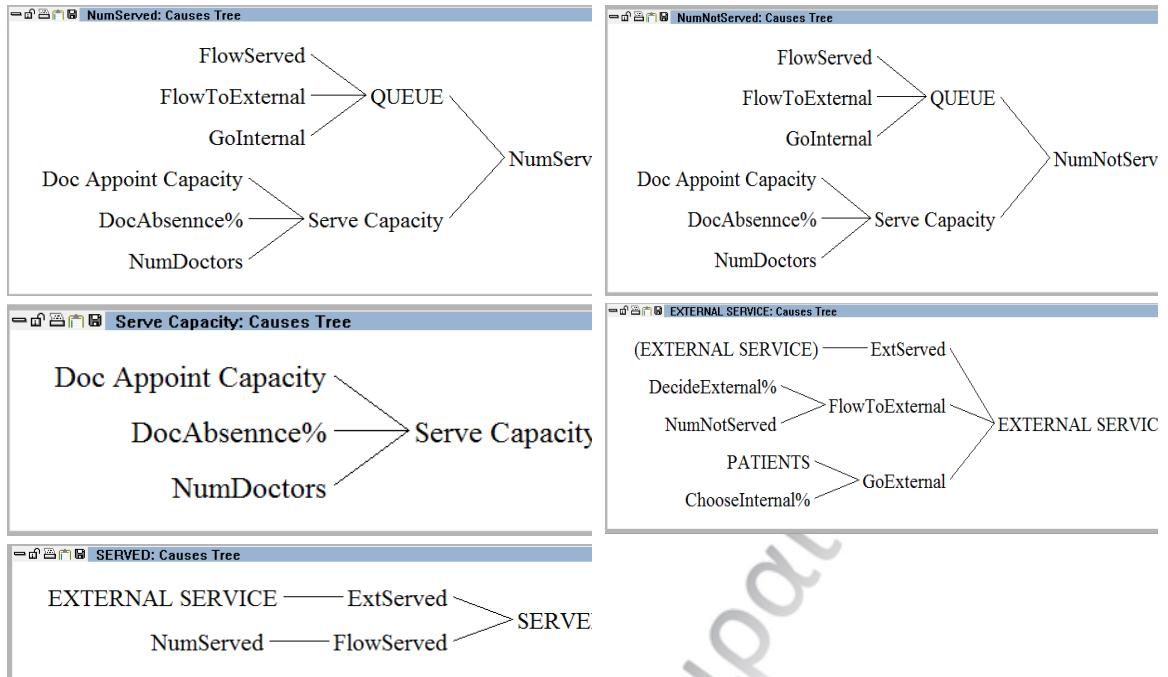 NumServed: Causes Tree
FlowServed
FlowToExternal
QUEUE
GoInternal
NumServ
Doc Appoint Capacity
DocAbsennce%
Serve Capacity
NumDoctors
NumNotServed: Causes Tree
FlowServed
FlowToExternal
QUEUE
GoInternal
NumNotServ
Doc Appoint Capacity
DocAbsennce%
Serve Capacity
NumDoctors
Serve Capacity: Causes Tree
Doc Appoint Capacity
DocAbsennce%
Serve Capacity
NumDoctors
EXTERNAL SERVICE: Causes Tree
(EXTERNAL SERVICE)
ExtServed
DecideExternal%
FlowToExternal
NumNotServed
EXTERNAL SERVIC
PATIENTS
GoExternal
ChooseInternal%
SERVED: Causes Tree
EXTERNAL SERVICE
ExtServed
SERVE
NumServed
FlowServed